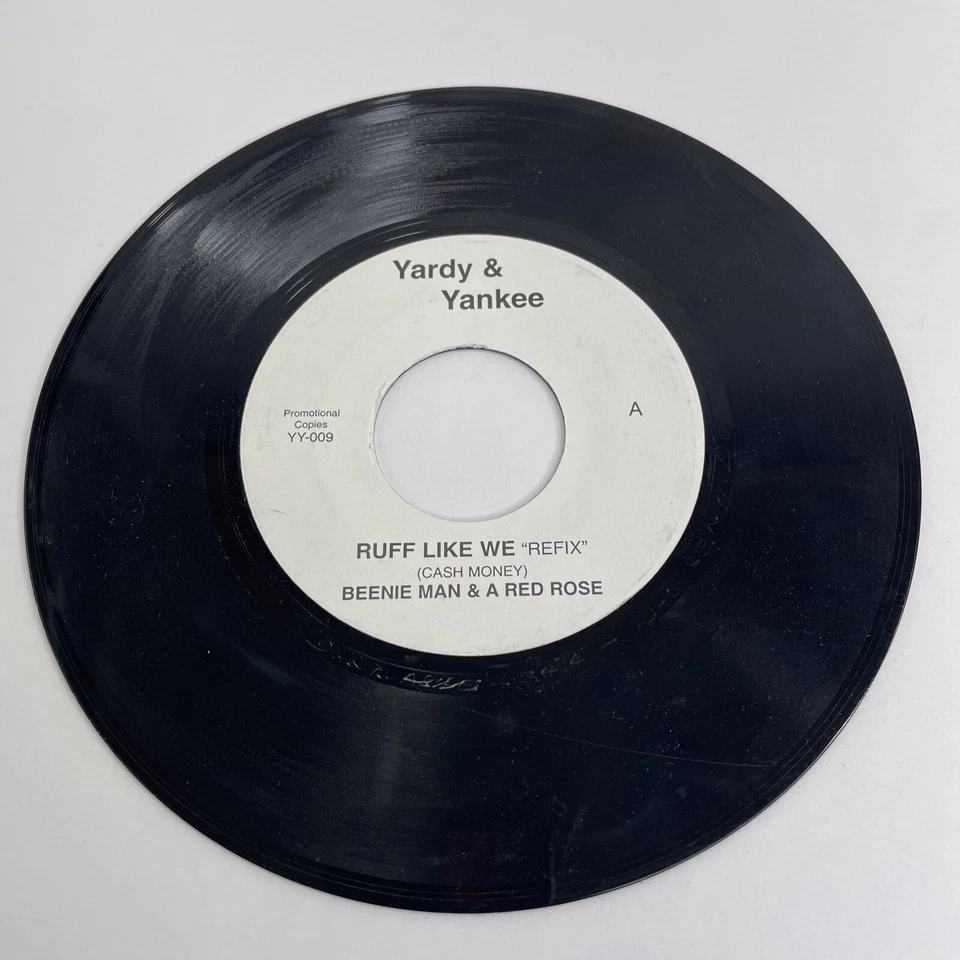 Yardy &
Yankee
Promotional
Copies
YY-009
A
RUFF LIKE WE “REFIX”
(CASH MONEY)
BEENIE MAN & A RED ROSE